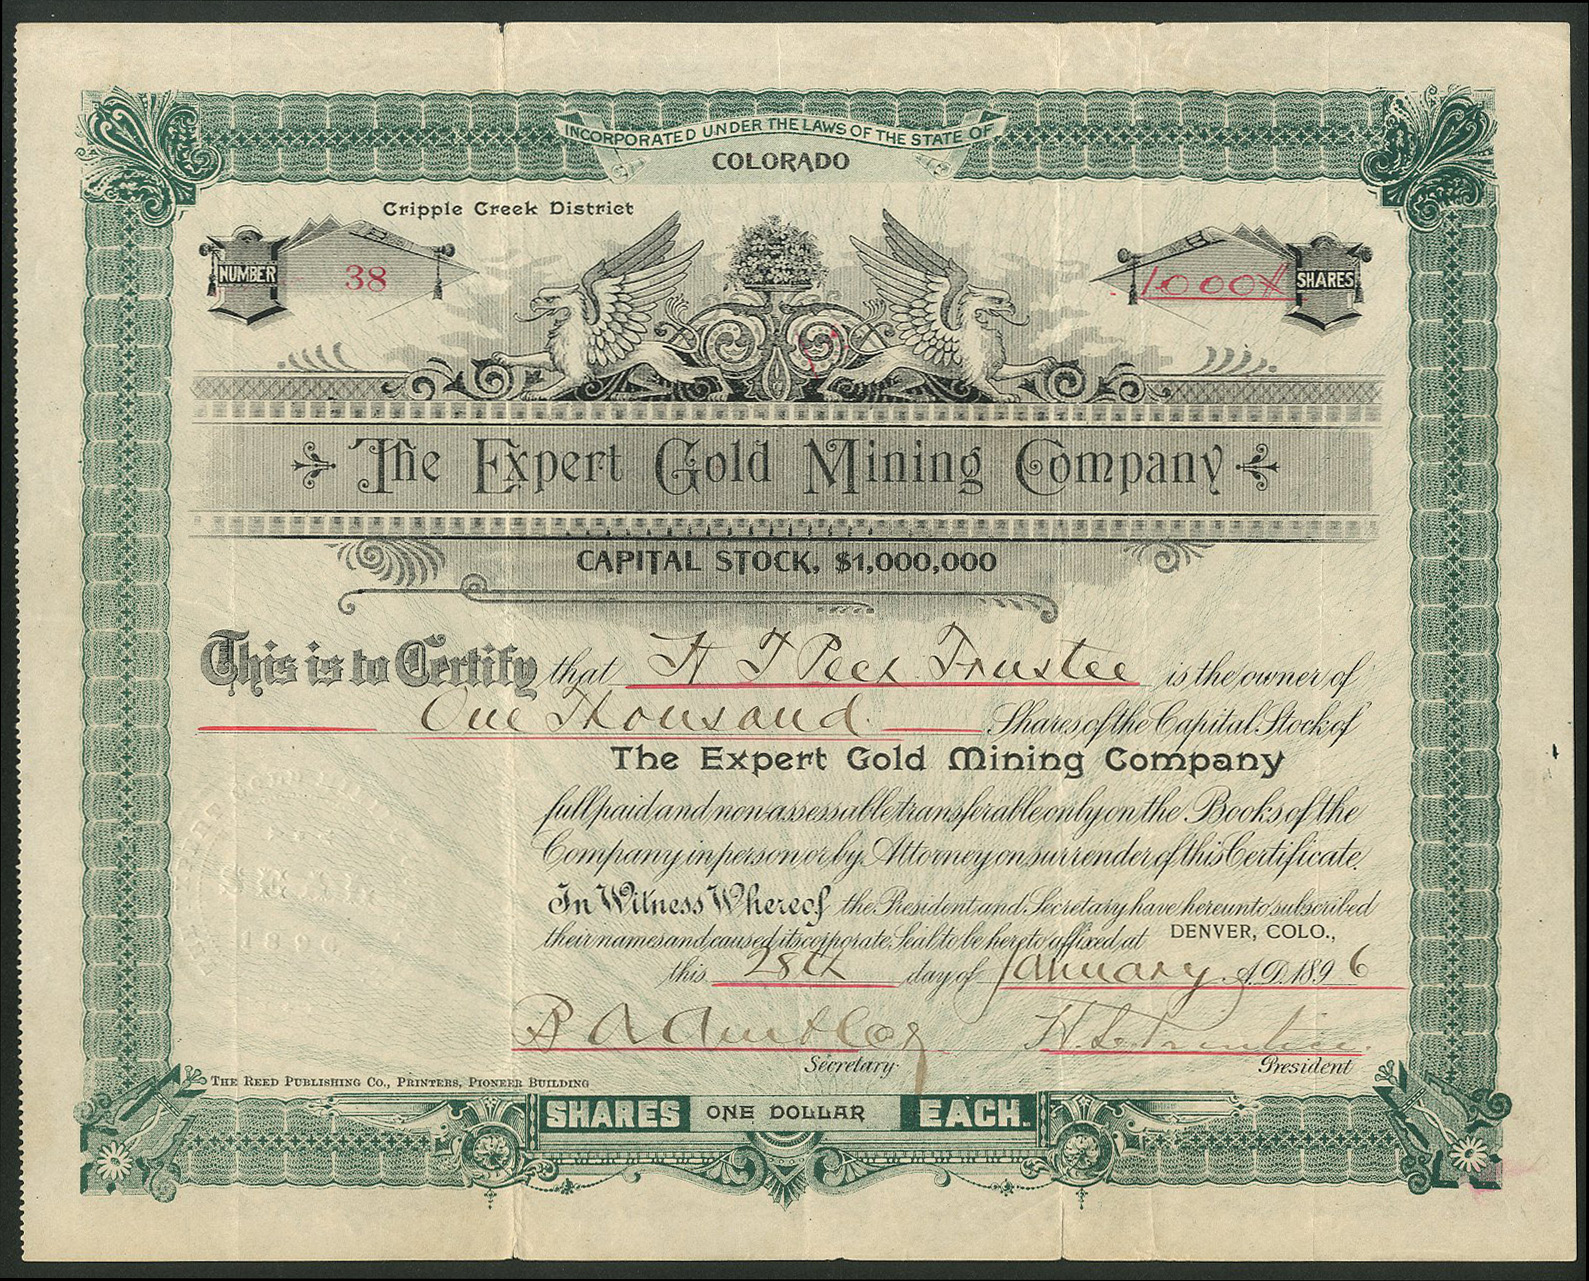 INCORPORATED UNDER THE LAWS OF THE STATE OF
COLORADO
Cripple Creek District
NUMBER 38
1000 SHARES
The Expert Gold Mining Company
CAPITAL STOCK, $1,000,000
This is to Certify that H T Peck Trustee is the owner of
One Thousand Shares of the Capital Stock of
The Expert Gold Mining Company
full paid and non assessable transferable only on the Books of the
Company in person or by Attorney on surrender of this Certificate.
In Witness Whereof the President and Secretary have hereunto subscribed
their names and caused its corporate Seal to be hereto affixed at DENVER, COLO.,
this 28th day of January A.D. 1896
Secretary
President
SEAL
1896
THE REED PUBLISHING CO., PRINTERS, PIONEER BUILDING
SHARES ONE DOLLAR EACH.